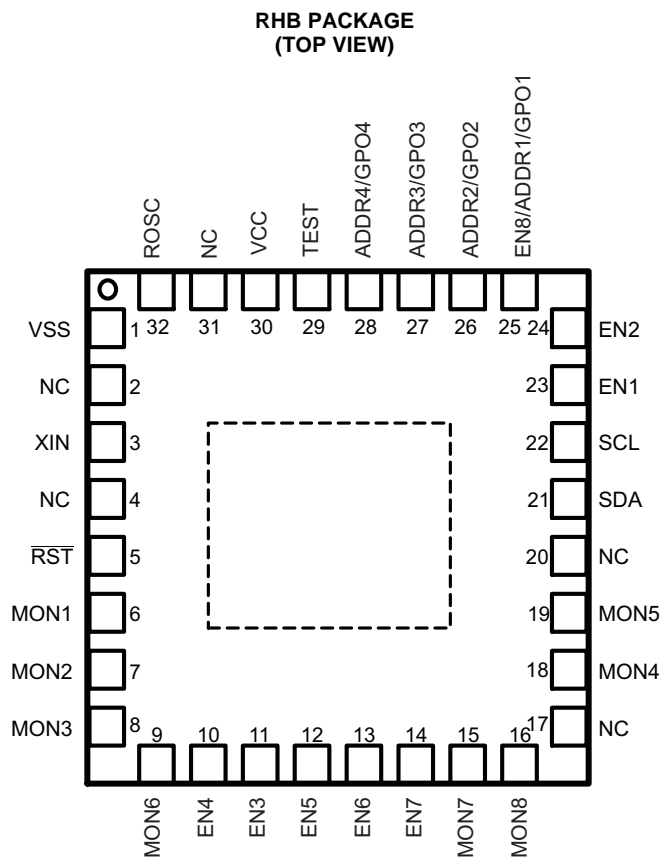 RHB PACKAGE
(TOP VIEW)
ROSC
NC
VCC
TEST
ADDR4/GPO4
ADDR3/GPO3
ADDR2/GPO2
EN8/ADDR1/GPO1
32 31 30 29 28 27 26 25
VSS 1
NC 2
XIN 3
NC 4
R̅S̅T̅ 5
MON1 6
MON2 7
MON3 8
24 EN2
23 EN1
22 SCL
21 SDA
20 NC
19 MON5
18 MON4
17 NC
9 10 11 12 13 14 15 16
MON6
EN4
EN3
EN5
EN6
EN7
MON7
MON8